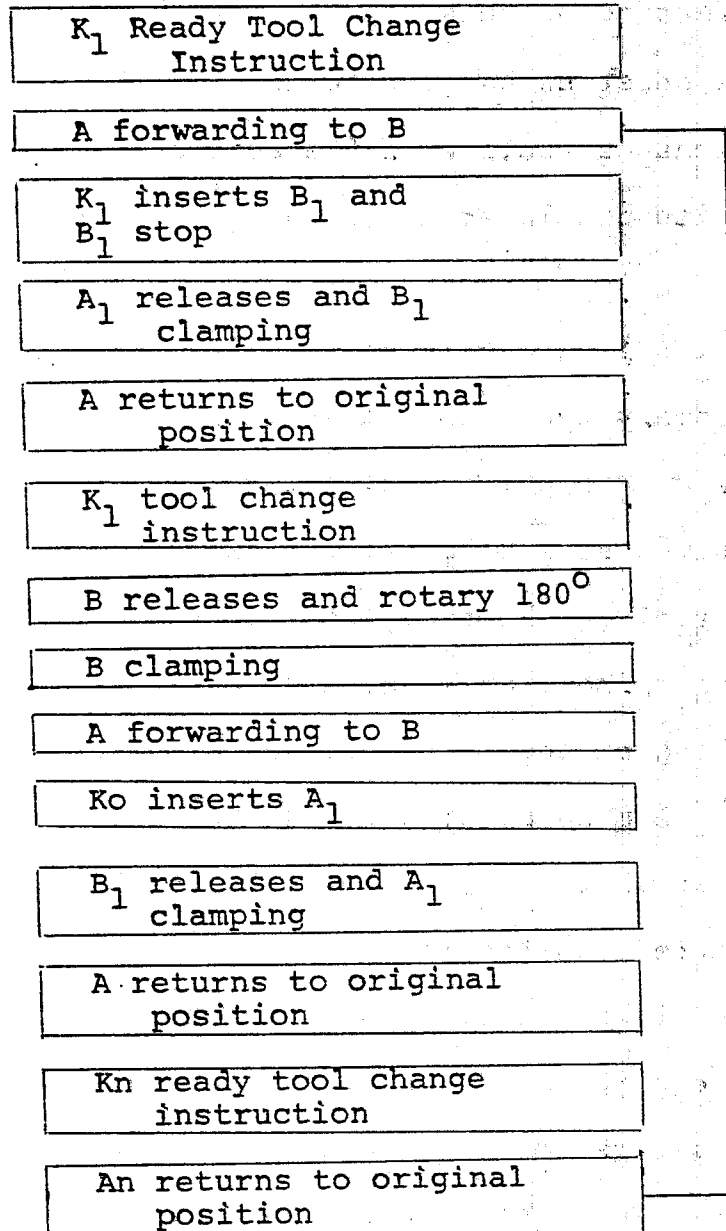 K₁ Ready Tool Change
Instruction
A forwarding to B
K₁ inserts B₁ and
B₁ stop
A₁ releases and B₁
clamping
A returns to original
position
K₁ tool change
instruction
B releases and rotary 180°
B clamping
A forwarding to B
Ko inserts A₁
B₁ releases and A₁
clamping
A returns to original
position
Kn ready tool change
instruction
An returns to original
position